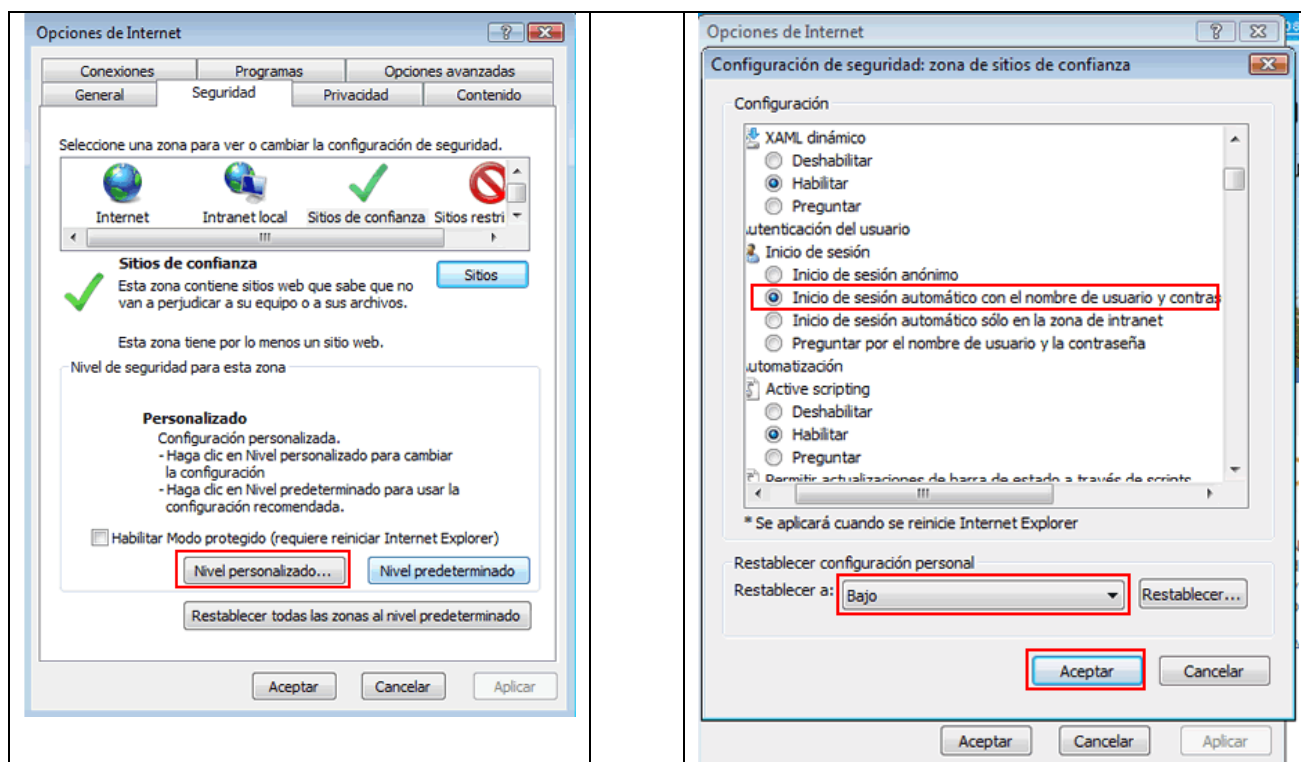 Opciones de Internet
Conexiones
Programas
Opciones avanzadas
General
Seguridad
Privacidad
Contenido
Seleccione una zona para ver o cambiar la configuración de seguridad.
Internet
Intranet local
Sitios de confianza
Sitios restri
Sitios de confianza
Sitios
Esta zona contiene sitios web que sabe que no
van a perjudicar a su equipo o a sus archivos.
Esta zona tiene por lo menos un sitio web.
Nivel de seguridad para esta zona
Personalizado
Configuración personalizada.
- Haga clic en Nivel personalizado para cambiar
la configuración
- Haga clic en Nivel predeterminado para usar la
configuración recomendada.
Habilitar Modo protegido (requiere reiniciar Internet Explorer)
Nivel personalizado...
Nivel predeterminado
Restablecer todas las zonas al nivel predeterminado
Aceptar
Cancelar
Aplicar
Opciones de Internet
Configuración de seguridad: zona de sitios de confianza
Configuración
XAML dinámico
Deshabilitar
Habilitar
Preguntar
utenticación del usuario
Inicio de sesión
Inicio de sesión anónimo
Inicio de sesión automático con el nombre de usuario y contras
Inicio de sesión automático sólo en la zona de intranet
Preguntar por el nombre de usuario y la contraseña
utomatización
Active scripting
Deshabilitar
Habilitar
Preguntar
Permitir actualizaciones de barra de estado a través de scripts
* Se aplicará cuando se reinicie Internet Explorer
Restablecer configuración personal
Restablecer a:
Bajo
Restablecer...
Aceptar
Cancelar
Aceptar
Cancelar
Aplicar